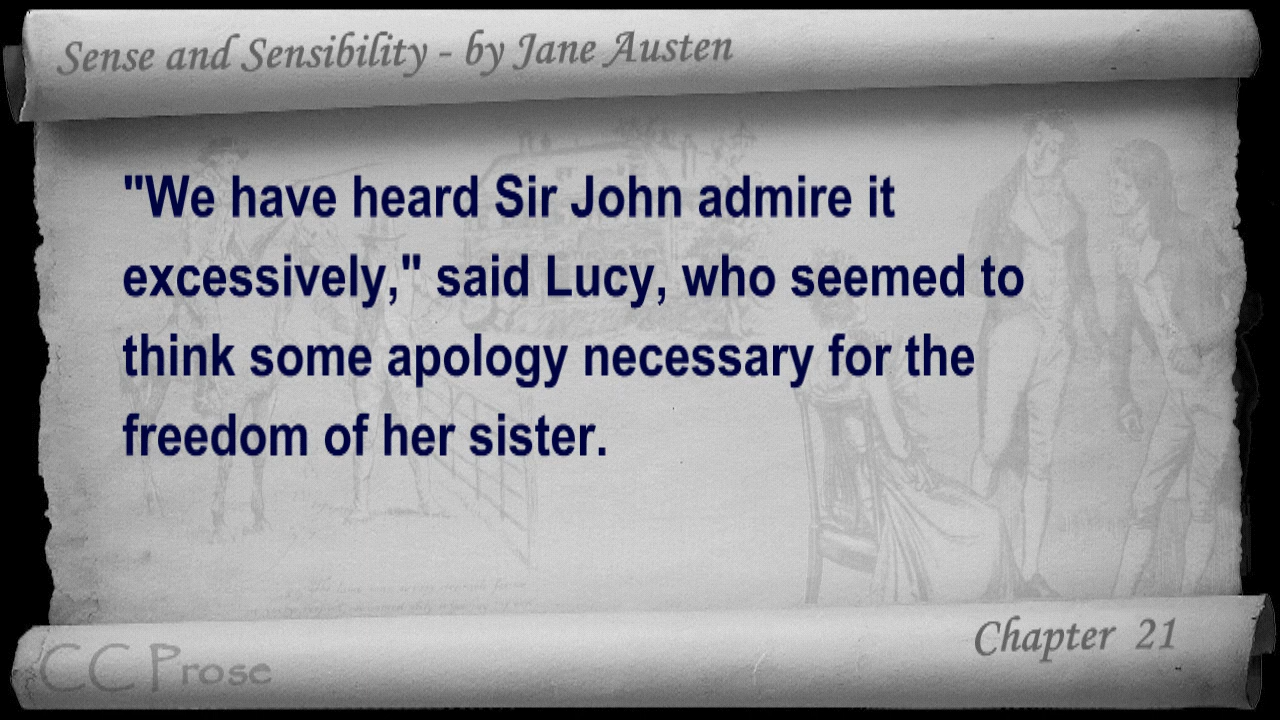 Sense and Sensibility - by Jane Austen
"We have heard Sir John admire it
excessively," said Lucy, who seemed to
think some apology necessary for the
freedom of her sister.
Chapter 21
CC Prose